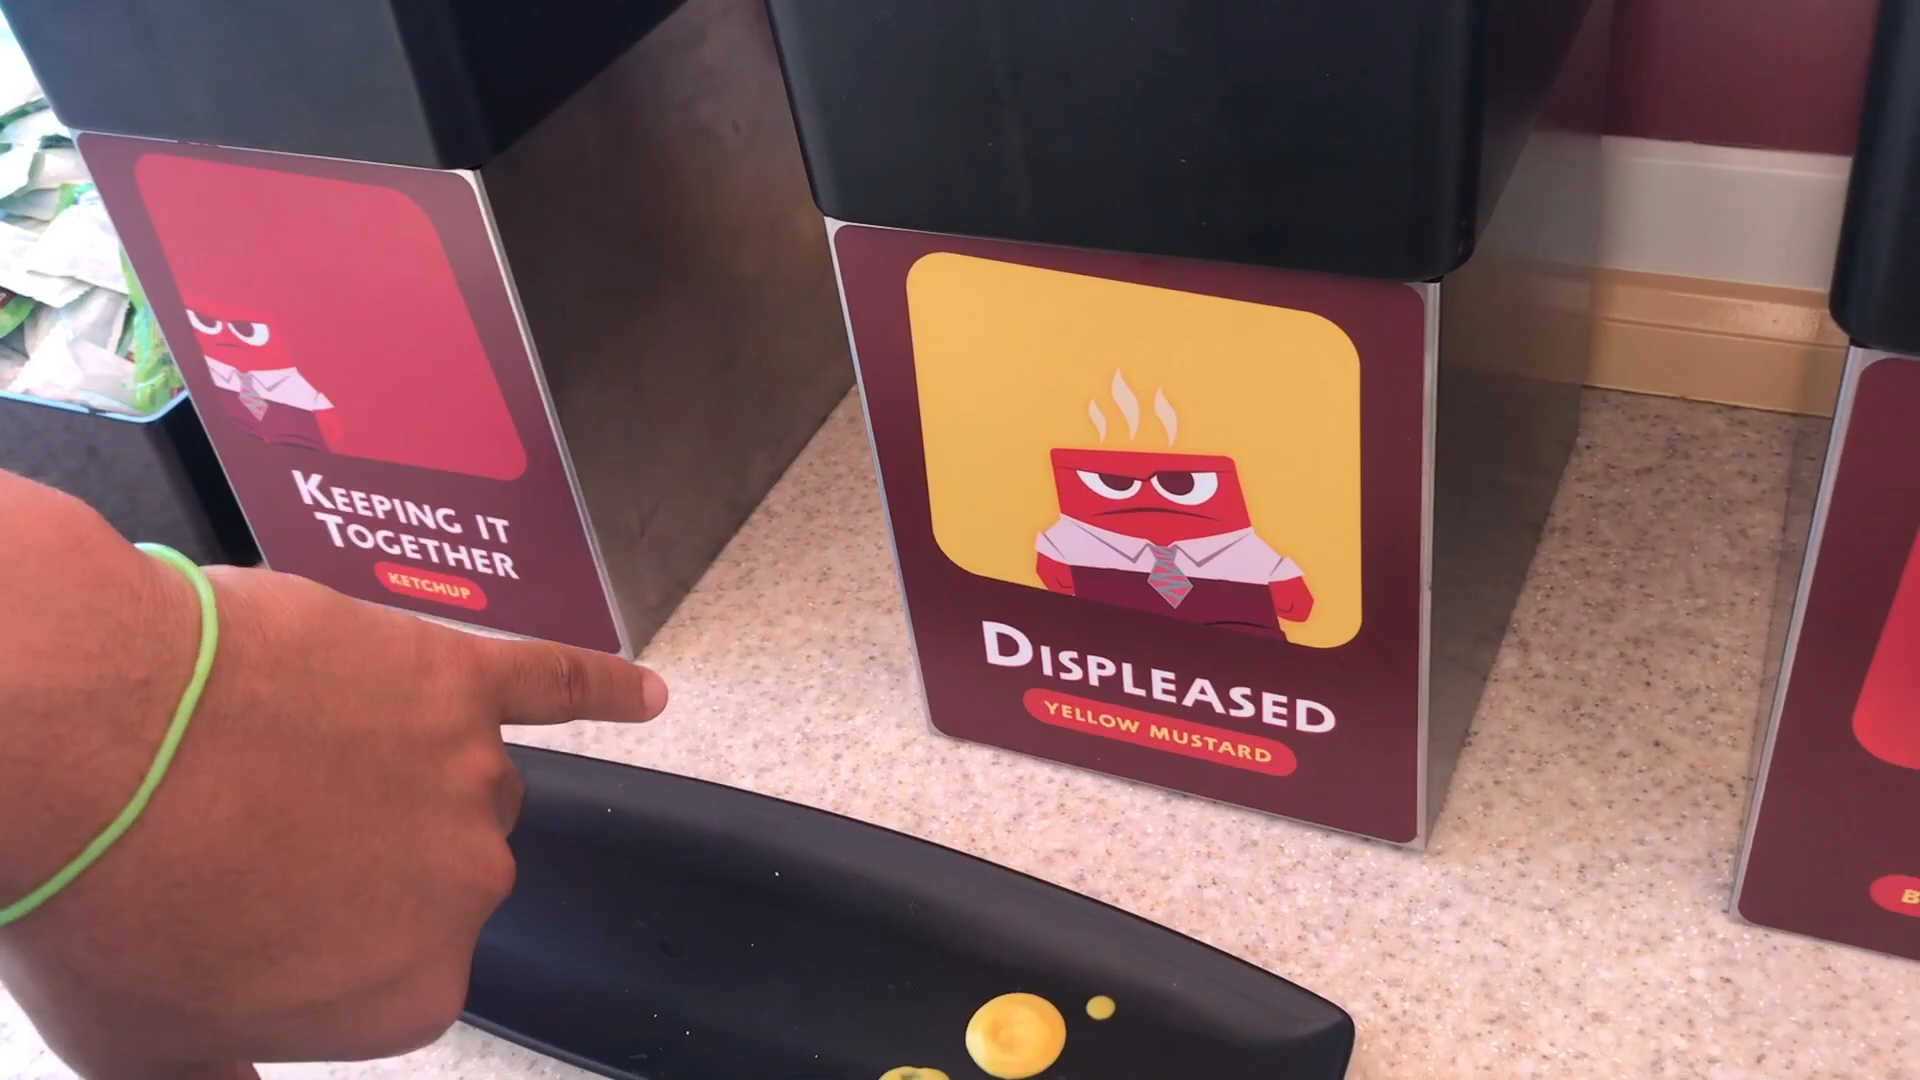 KEEPING IT
TOGETHER
KETCHUP
DISPLEASED
YELLOW MUSTARD
B